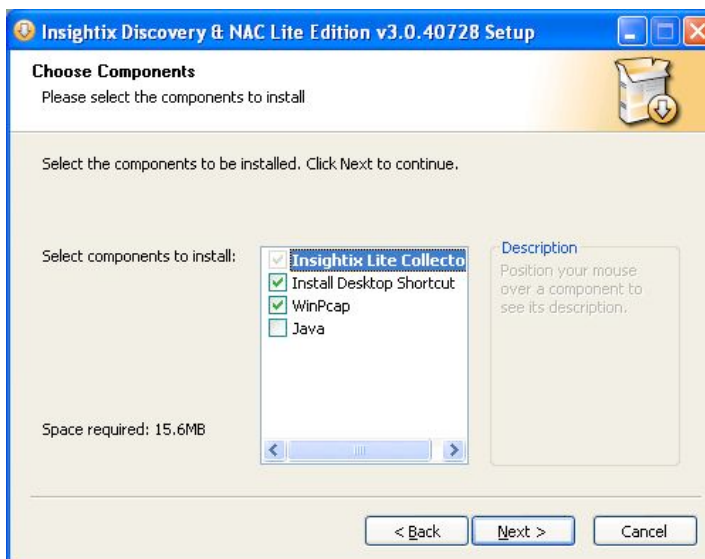 Insightix Discovery & NAC Lite Edition v3.0.40728 Setup
Choose Components
Please select the components to install
Select the components to be installed. Click Next to continue.
Select components to install:
Insightix Lite Collecto
Install Desktop Shortcut
WinPcap
Java
Description
Position your mouse
over a component to
see its description.
Space required: 15.6MB
< Back
Next >
Cancel